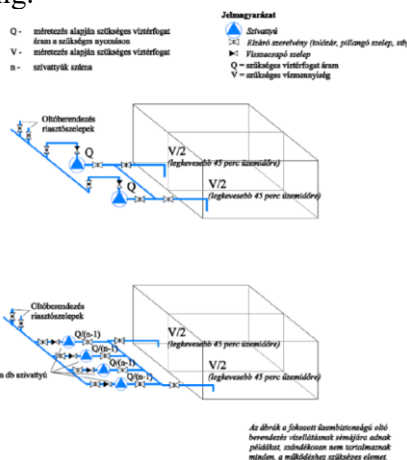 ng.
Jelmagyarázat
Q - méretezés alapján szükséges víztérfogat
áram a szükséges nyomáson
V - méretezés alapján szükséges víztérfogat
n - szivattyúk száma
Szivattyú
Elzáró szerelvény (tolózár, pillangó szelep, stb
Visszacsapó szelep
Q = szükséges víztérfogat áram
V = szükséges vízmennyiség
Oltóberendezés
riasztószelepek
Q
V/2
(legkevesebb 45 perc üzemidőre)
Q
V/2
(legkevesebb 45 perc üzemidőre)
Oltóberendezés
riasztószelepek
Q/(n-1)
V/2
(legkevesebb 45 perc üzemidőre)
Q/(n-1)
Q/(n-1)
V/2
(legkevesebb 45 perc üzemidőre)
n db szivattyú
Q/(n-1)
Az ábrák a fokozott üzembiztonságú oltó
berendezés vízellátásnak sémájára adnak
példákat, szándékosan nem tartalmaznak
minden, a működéshez szükséges elemet